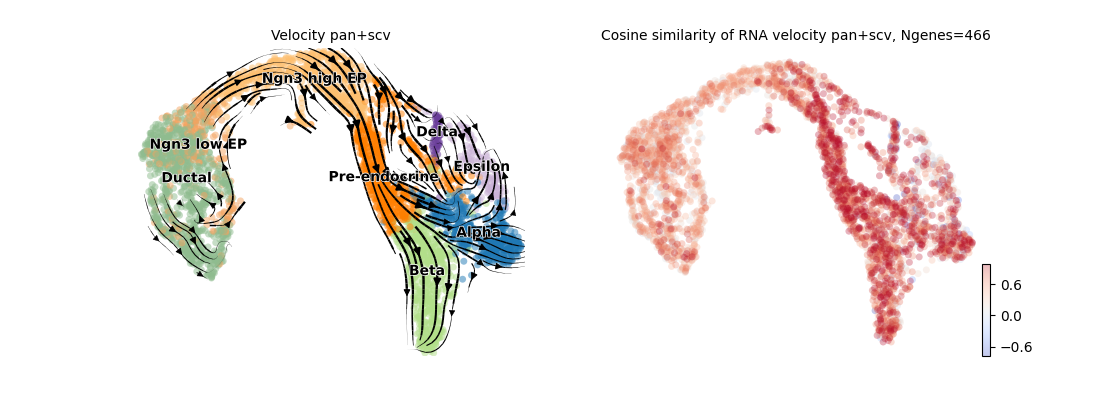 Velocity pan+scv
Cosine similarity of RNA velocity pan+scv, Ngenes=466
Ngn3 high EP
Delta
Ngn3 low EP
Epsilon
Ductal
Pre-endocrine
Alpha
Beta
0.6
0.0
−0.6